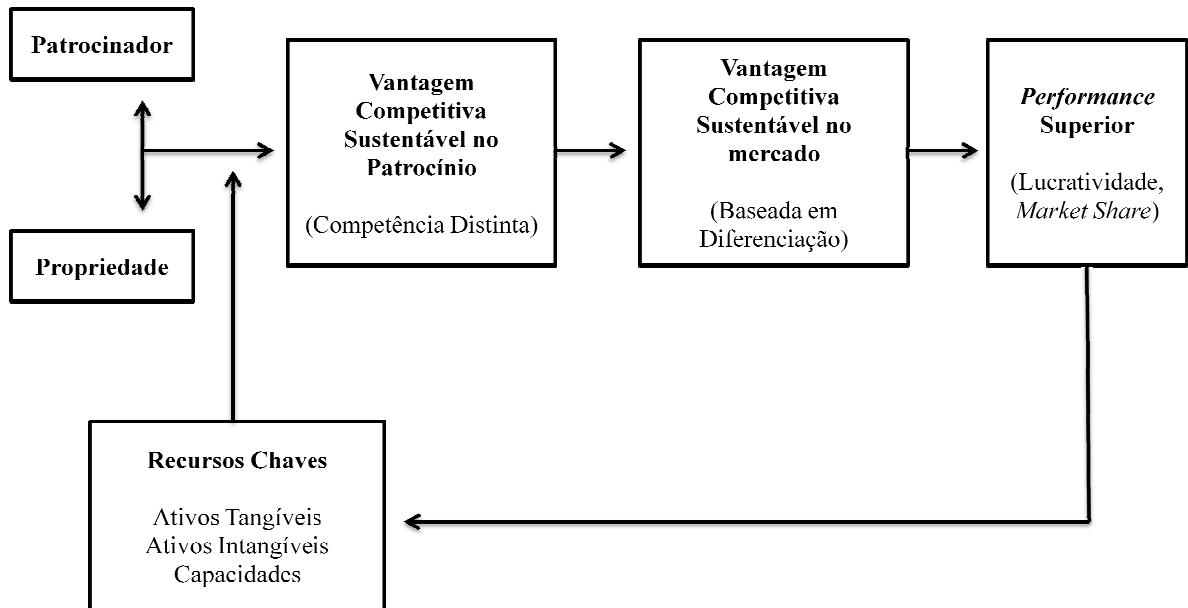 Patrocinador
Propriedade
Vantagem
Competitiva
Sustentável no
Patrocínio
(Competência Distinta)
Vantagem
Competitiva
Sustentável no
mercado
(Baseada em
Diferenciação)
Performance
Superior
(Lucratividade,
Market Share)
Recursos Chaves
Ativos Tangíveis
Ativos Intangíveis
Capacidades